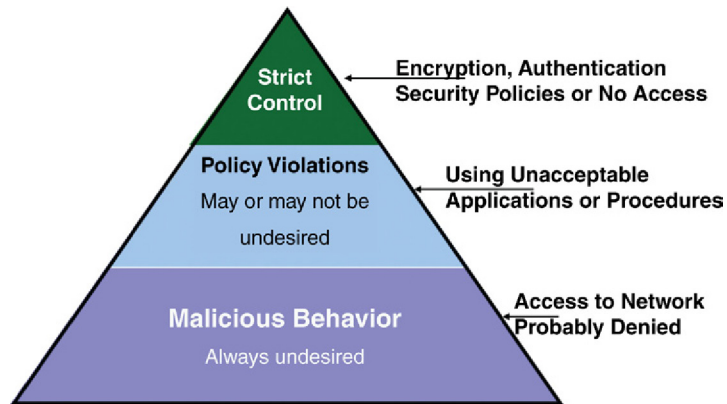 Strict
Control
Encryption, Authentication
Security Policies or No Access
Policy Violations
May or may not be
undesired
Using Unacceptable
Applications or Procedures
Malicious Behavior
Always undesired
Access to Network
Probably Denied